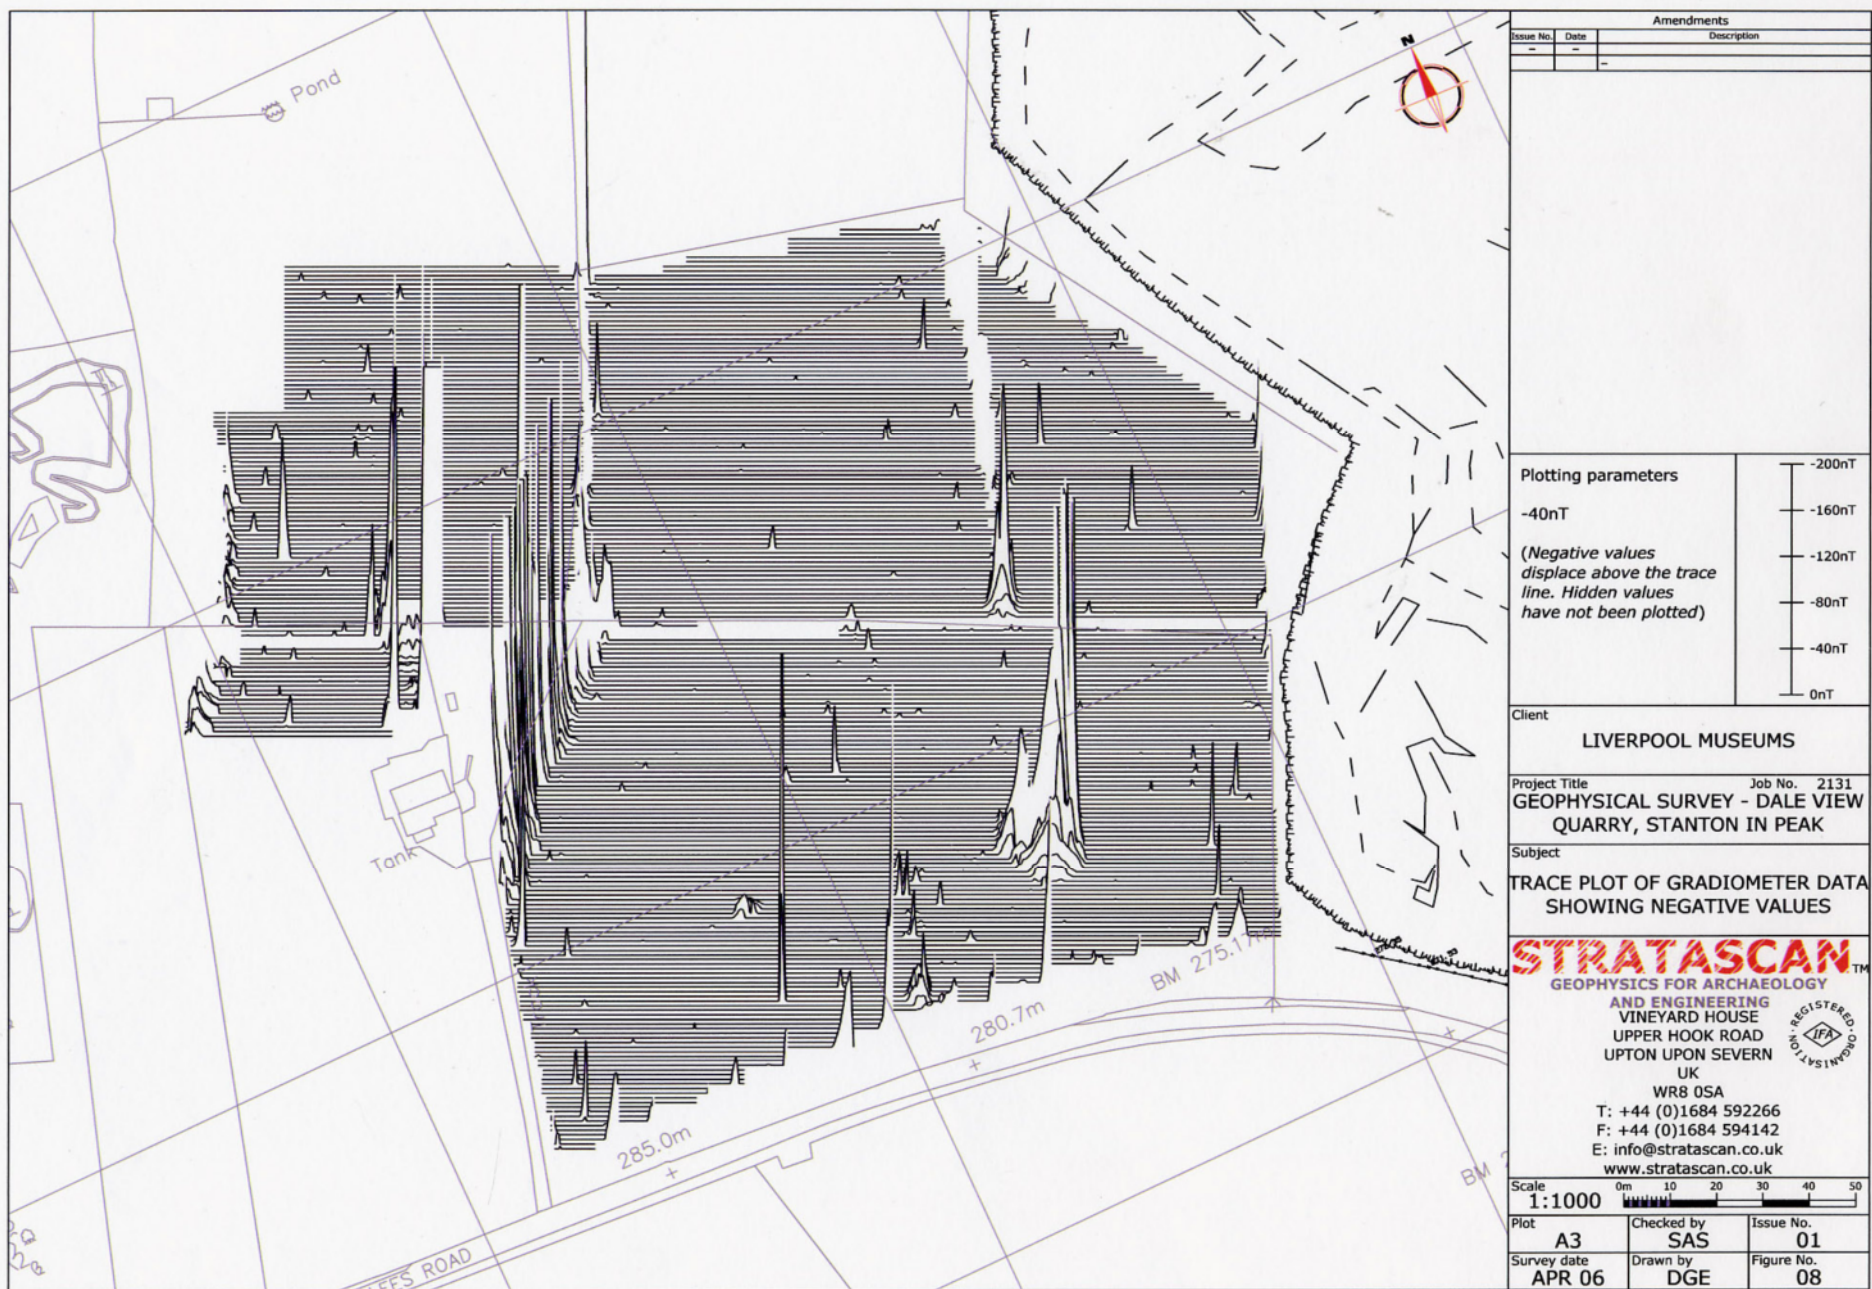 Pond
Tank
285.0m
280.7m
BM 275.17m
BM 2
LEES ROAD
N
Amendments
Issue No. Date Description
- - -
Plotting parameters
-40nT
(Negative values
displace above the trace
line. Hidden values
have not been plotted)
-200nT
-160nT
-120nT
-80nT
-40nT
0nT
Client
LIVERPOOL MUSEUMS
Project Title Job No. 2131
GEOPHYSICAL SURVEY - DALE VIEW
QUARRY, STANTON IN PEAK
Subject
TRACE PLOT OF GRADIOMETER DATA
SHOWING NEGATIVE VALUES
STRATASCAN TM
GEOPHYSICS FOR ARCHAEOLOGY
AND ENGINEERING
VINEYARD HOUSE
UPPER HOOK ROAD
UPTON UPON SEVERN
UK
WR8 0SA
T: +44 (0)1684 592266
F: +44 (0)1684 594142
E: info@stratascan.co.uk
www.stratascan.co.uk
REGISTERED · ORGANISATION ·
IFA
Scale
1:1000
0m 10 20 30 40 50
Plot Checked by Issue No.
A3 SAS 01
Survey date Drawn by Figure No.
APR 06 DGE 08